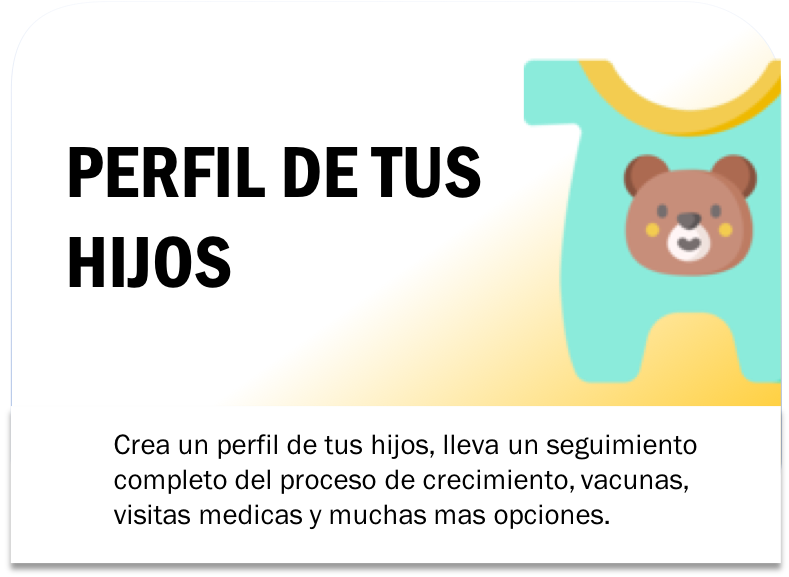 PERFIL DE TUS
HIJOS
Crea un perfil de tus hijos, lleva un seguimiento
completo del proceso de crecimiento, vacunas,
visitas medicas y muchas mas opciones.